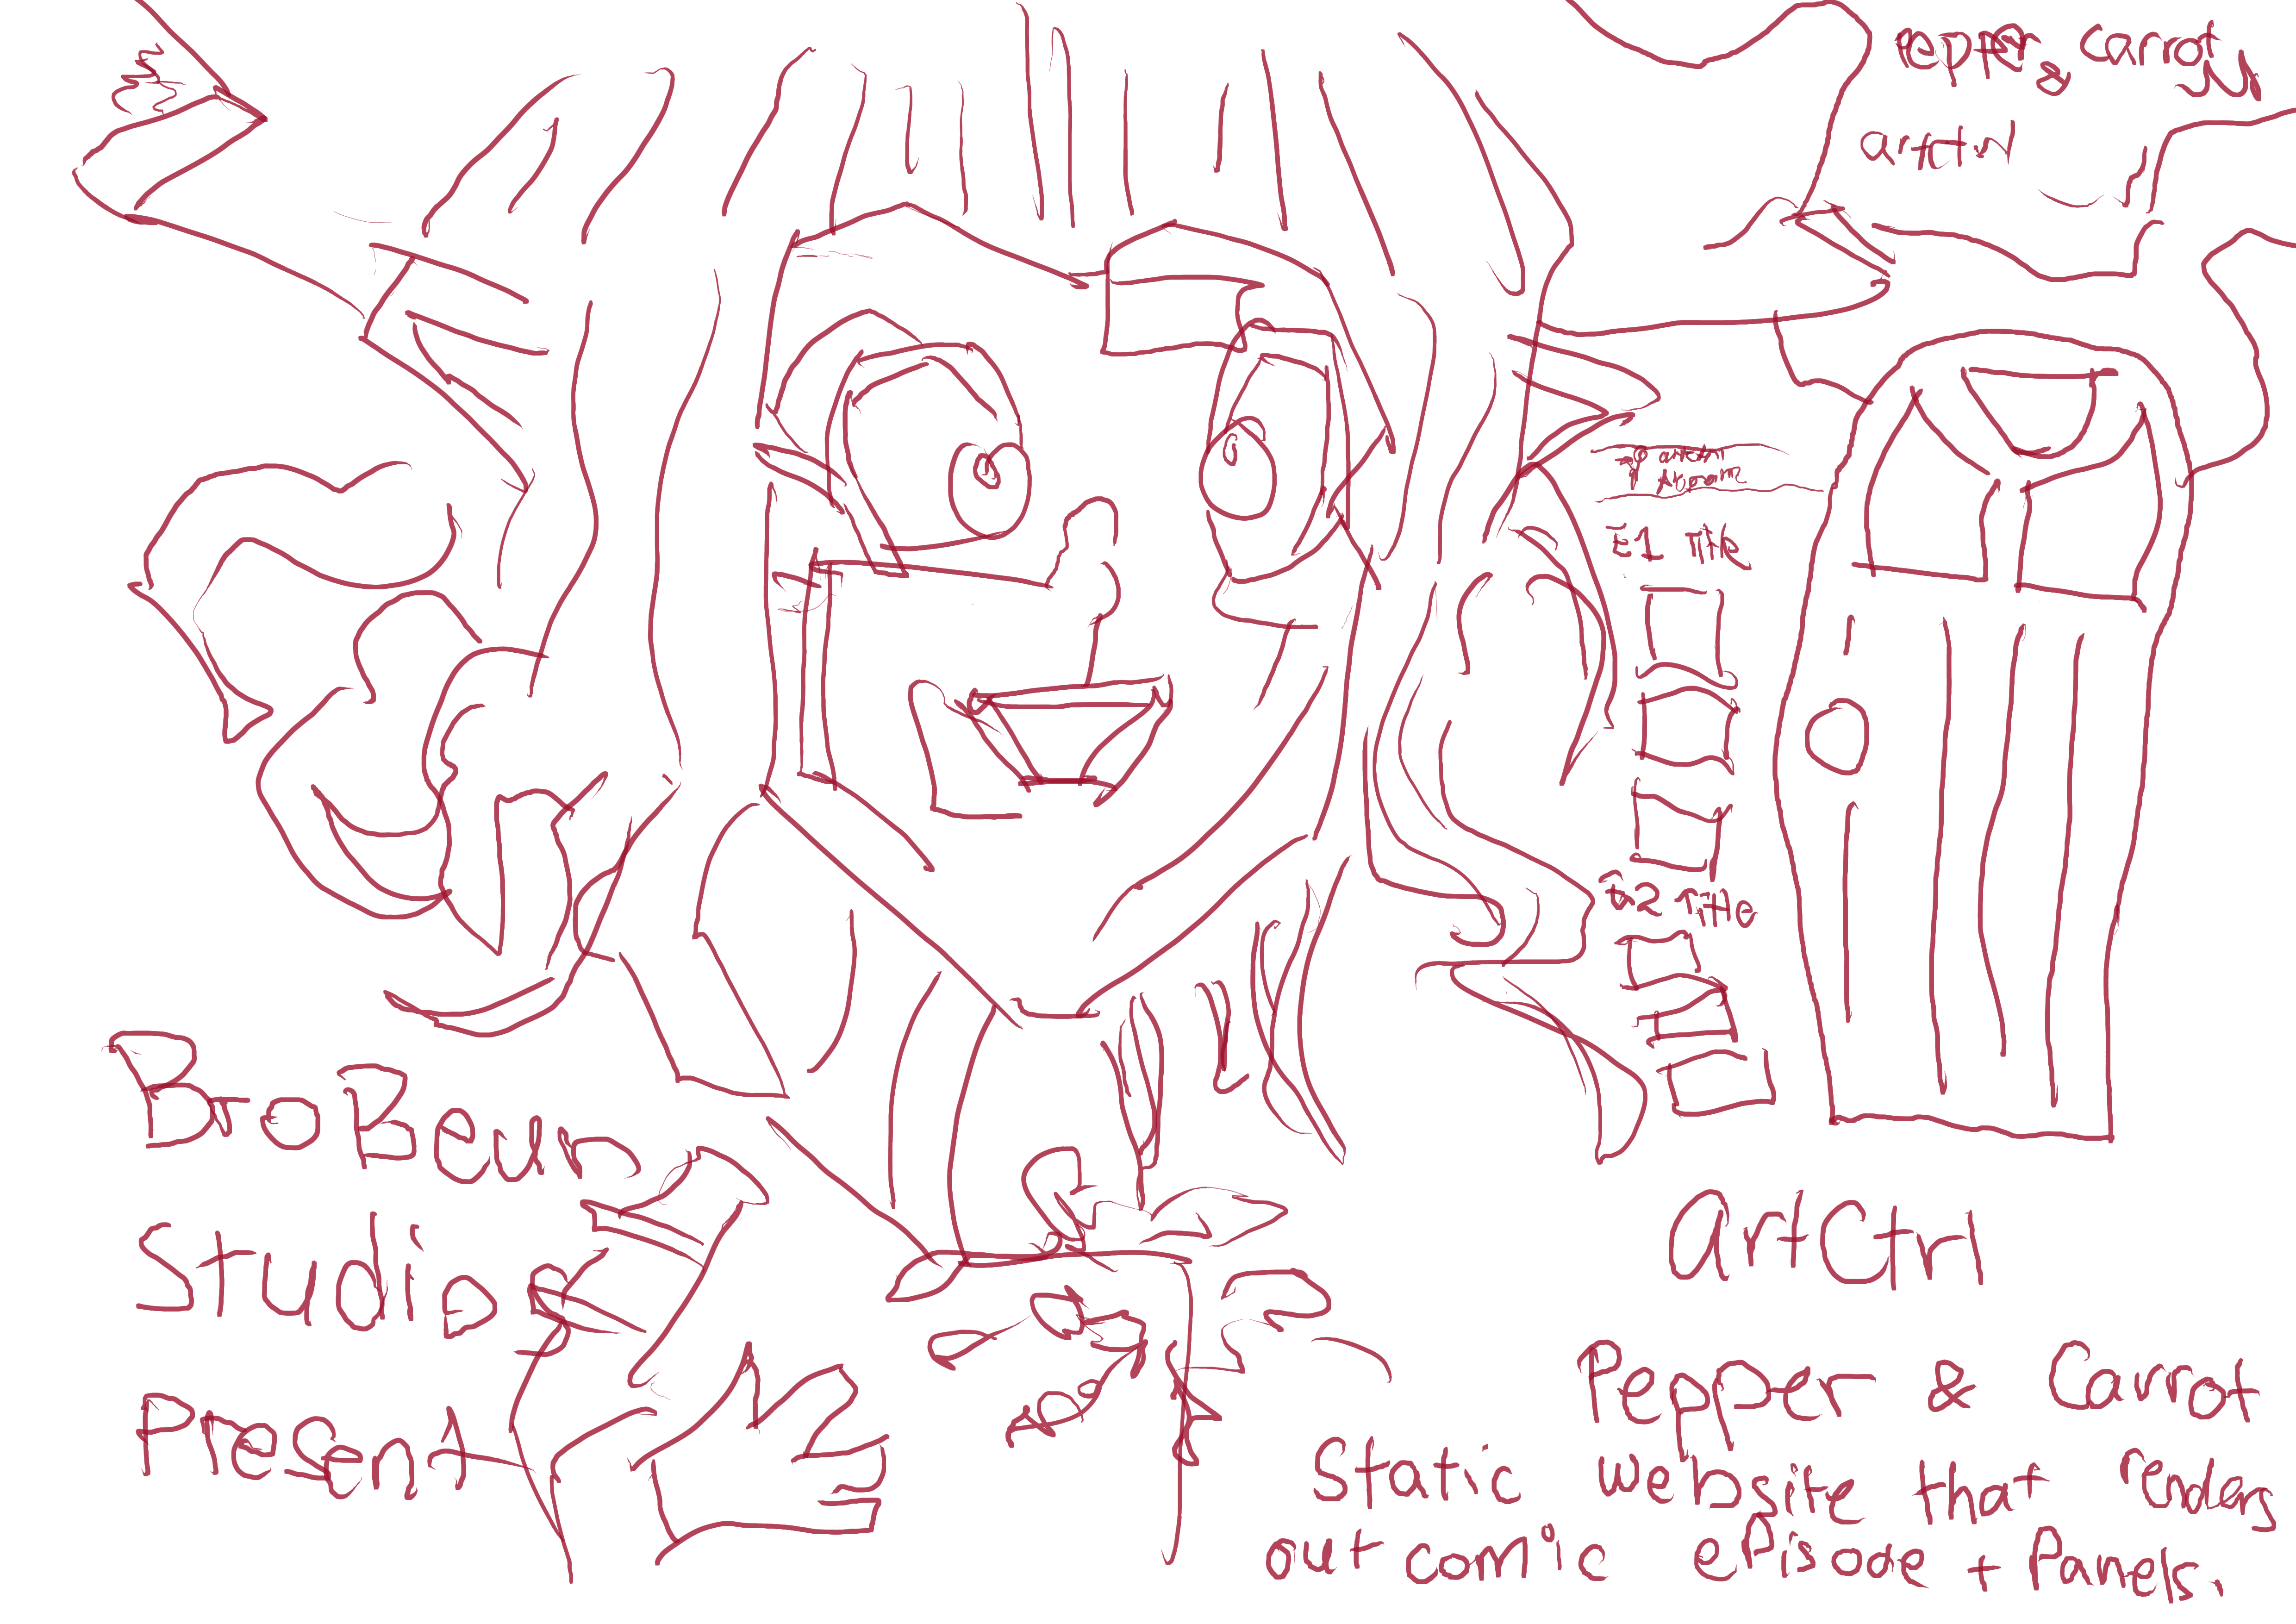 Pepper & Carrot
artctrl
E1 Title
E2 Title
BroBeur
Studios
Present
artCtrl
Pepper & Carrot
Static website that renders
out comic ePisode + Panels.